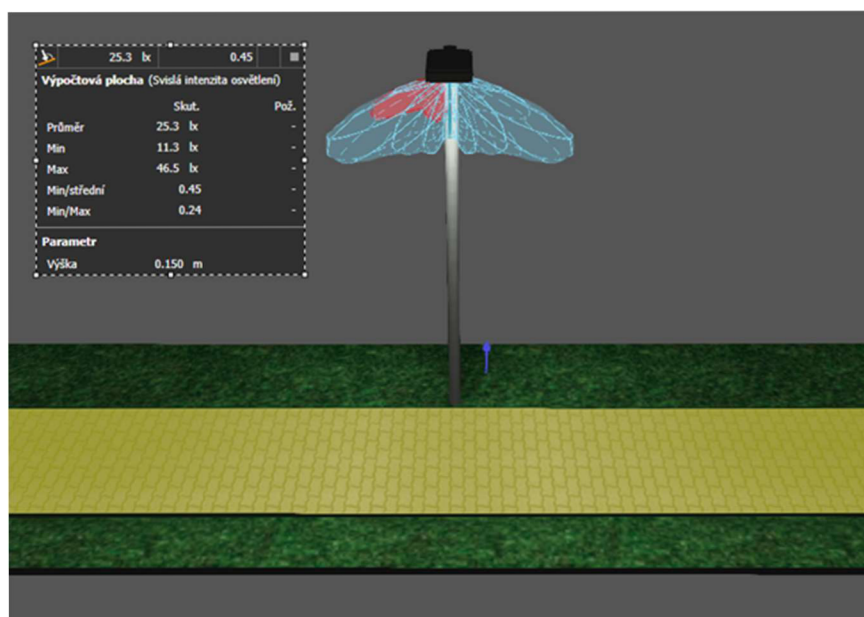 25.3 lx 0.45
Výpočtová plocha (Svislá intenzita osvětlení)
Skut. Pož.
Průměr 25.3 lx -
Min 11.3 lx -
Max 46.5 lx -
Min/střední 0.45 -
Min/Max 0.24 -
Parametr
Výška 0.150 m